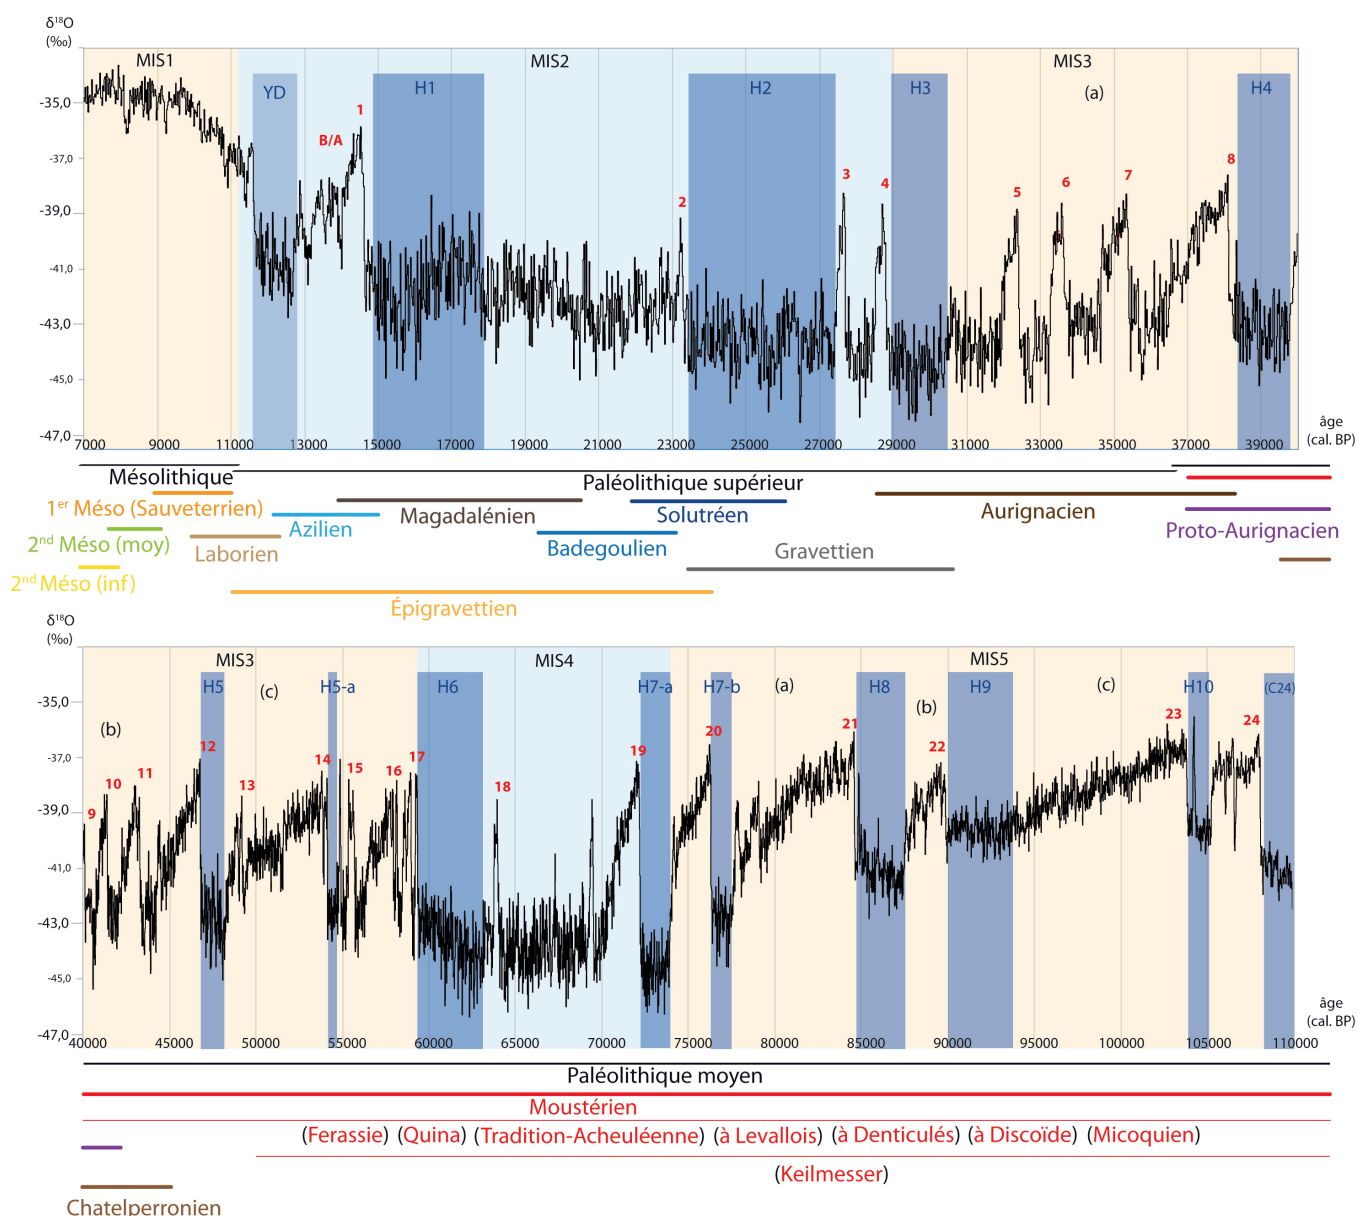 δ¹⁸O
(‰)
MIS1 MIS2 MIS3
YD H1 H2 H3 (a) H4
-35,0
1
B/A
-37,0
8
3 4 7
6
5
2
-39,0
-41,0
-43,0
-45,0
-47,0
âge
(cal. BP)
7000 9000 11000 13000 15000 17000 19000 21000 23000 25000 27000 29000 31000 33000 35000 37000 39000
Mésolithique
Paléolithique supérieur
1er Méso (Sauveterrien)
Magadalénien
Solutréen
Aurignacien
Azilien
Proto-Aurignacien
2nd Méso (moy)
Laborien
Badegoulien
Gravettien
2nd Méso (inf)
Épigravettien
δ¹⁸O
(‰)
MIS3 MIS4 MIS5
H5 (c) H5-a H6 H7-a H7-b (a) H8 (b) H9 (c) H10 (C24)
-35,0
(b)
9 10 11 12 13 14 15 16 17 18 19 20 21 22 23 24
-37,0
-39,0
-41,0
-43,0
-45,0
-47,0
âge
(cal. BP)
40000 45000 50000 55000 60000 65000 70000 75000 80000 85000 90000 95000 100000 105000 110000
Paléolithique moyen
Moustérien
(Ferassie) (Quina) (Tradition-Acheuléenne) (à Levallois) (à Denticulés) (à Discoïde) (Micoquien)
(Keilmesser)
Chatelperronien